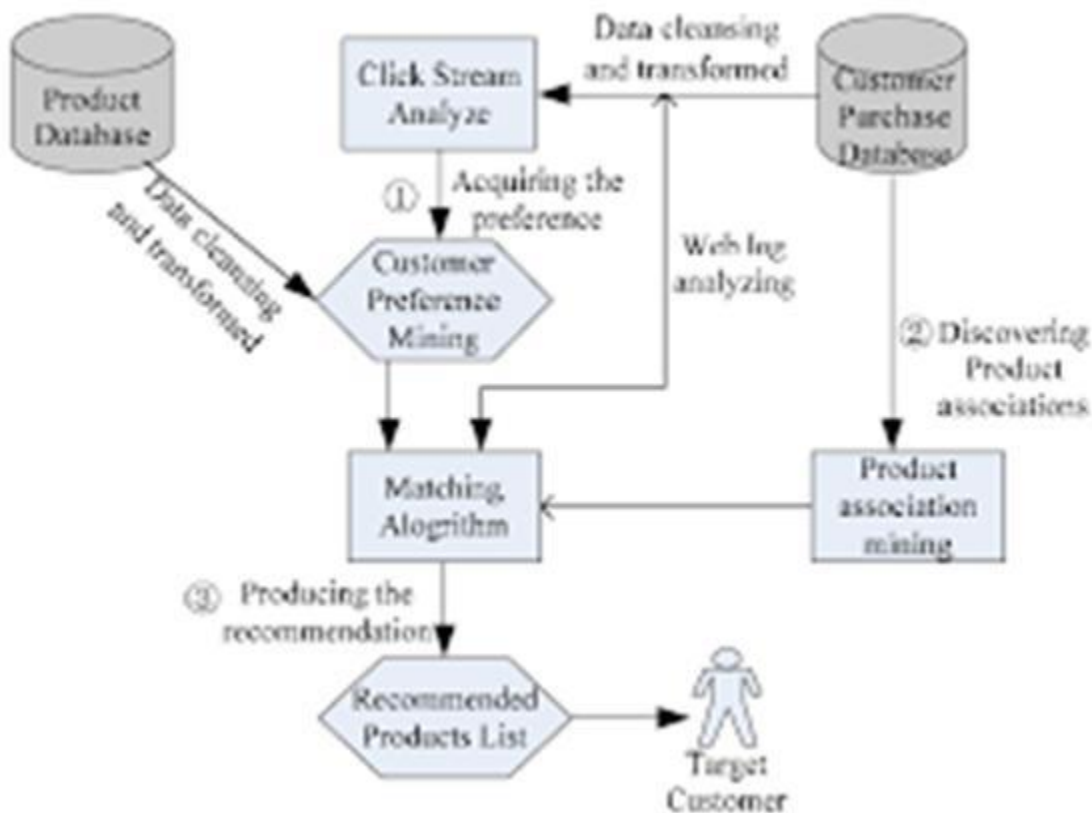 Product
Database
Click Stream
Analyze
Data cleansing
and transformed
Customer
Purchase
Database
Data cleansing
and transformed
① Acquiring the
preference
Customer
Preference
Mining
Web log
analyzing
② Discovering
Product
associations
Matching
Alogrithm
Product
association
mining
③ Producing the
recommendation
Recommended
Products List
Target
Customer